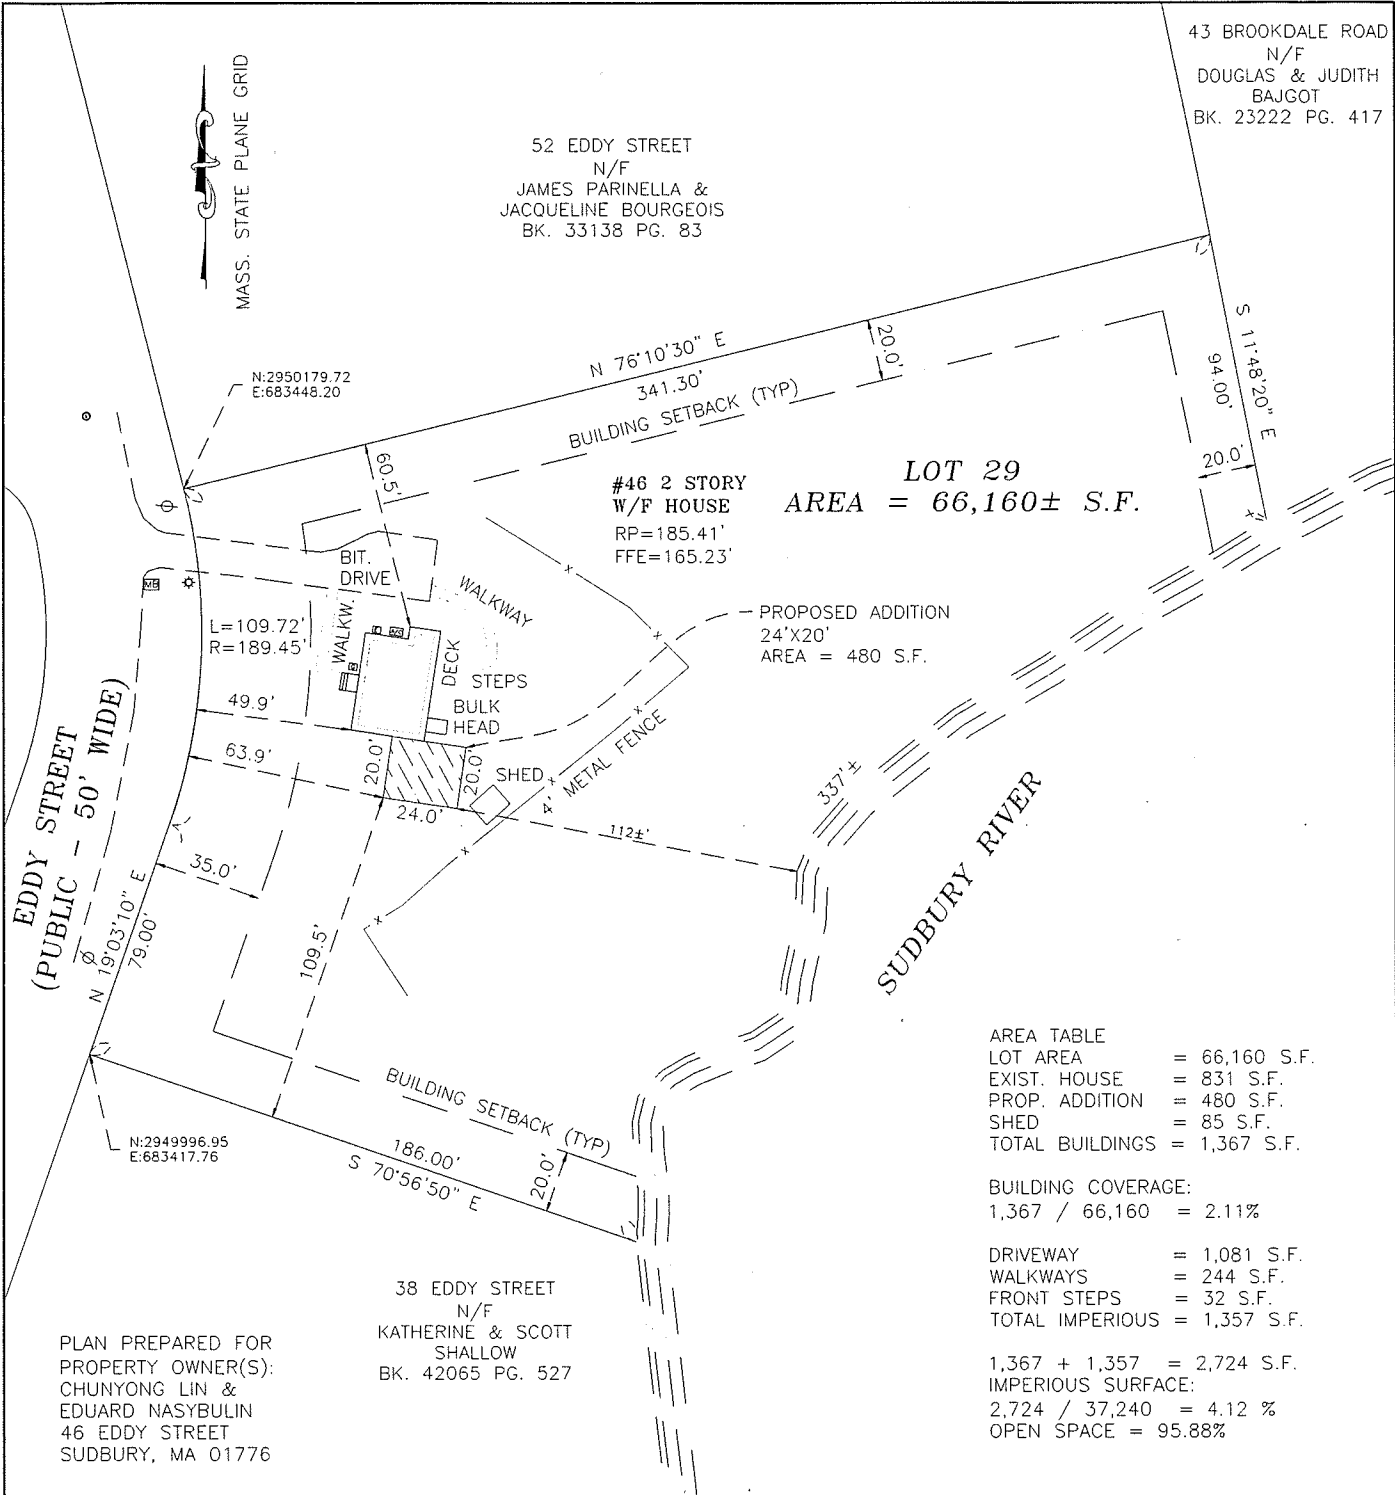 43 BROOKDALE ROAD
N/F
DOUGLAS & JUDITH
BAJGOT
BK. 23222 PG. 417
MASS. STATE PLANE GRID
52 EDDY STREET
N/F
JAMES PARINELLA &
JACQUELINE BOURGEOIS
BK. 33138 PG. 83
N:2950179.72
E:683448.20
N 76°10'30" E
341.30'
BUILDING SETBACK (TYP)
20.0'
S 11°48'20" E
94.00'
20.0'
60.5'
#46 2 STORY
W/F HOUSE
RP=185.41'
FFE=165.23'
LOT 29
AREA = 66,160± S.F.
BIT.
DRIVE
WALKWAY
WALKW.
MB
L=109.72'
R=189.45'
DECK
STEPS
BULK
HEAD
PROPOSED ADDITION
24'X20'
AREA = 480 S.F.
49.9'
63.9'
20.0'
20.0'
24.0'
SHED
4' METAL FENCE
112±'
337'±
SUDBURY RIVER
EDDY STREET
(PUBLIC - 50' WIDE)
35.0'
N 19°03'10" E
79.00'
109.5'
N:2949996.95
E:683417.76
BUILDING SETBACK (TYP)
186.00'
S 70°56'50" E
20.0'
38 EDDY STREET
N/F
KATHERINE & SCOTT
SHALLOW
BK. 42065 PG. 527
PLAN PREPARED FOR
PROPERTY OWNER(S):
CHUNYONG LIN &
EDUARD NASYBULIN
46 EDDY STREET
SUDBURY, MA 01776
AREA TABLE
LOT AREA = 66,160 S.F.
EXIST. HOUSE = 831 S.F.
PROP. ADDITION = 480 S.F.
SHED = 85 S.F.
TOTAL BUILDINGS = 1,367 S.F.
BUILDING COVERAGE:
1,367 / 66,160 = 2.11%
DRIVEWAY = 1,081 S.F.
WALKWAYS = 244 S.F.
FRONT STEPS = 32 S.F.
TOTAL IMPERIOUS = 1,357 S.F.
1,367 + 1,357 = 2,724 S.F.
IMPERIOUS SURFACE:
2,724 / 37,240 = 4.12 %
OPEN SPACE = 95.88%